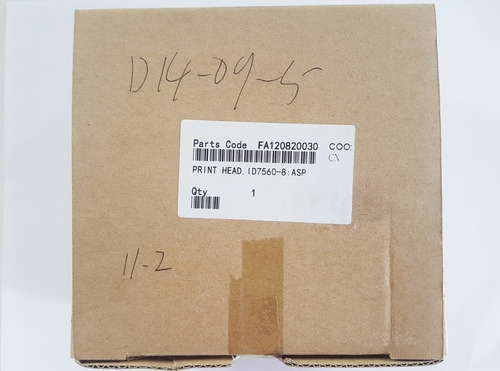 D14-09-5
Parts Code FA120820030 COO:
CN
PRINT HEAD,ID7560-8:ASP
Qty 1
11-2